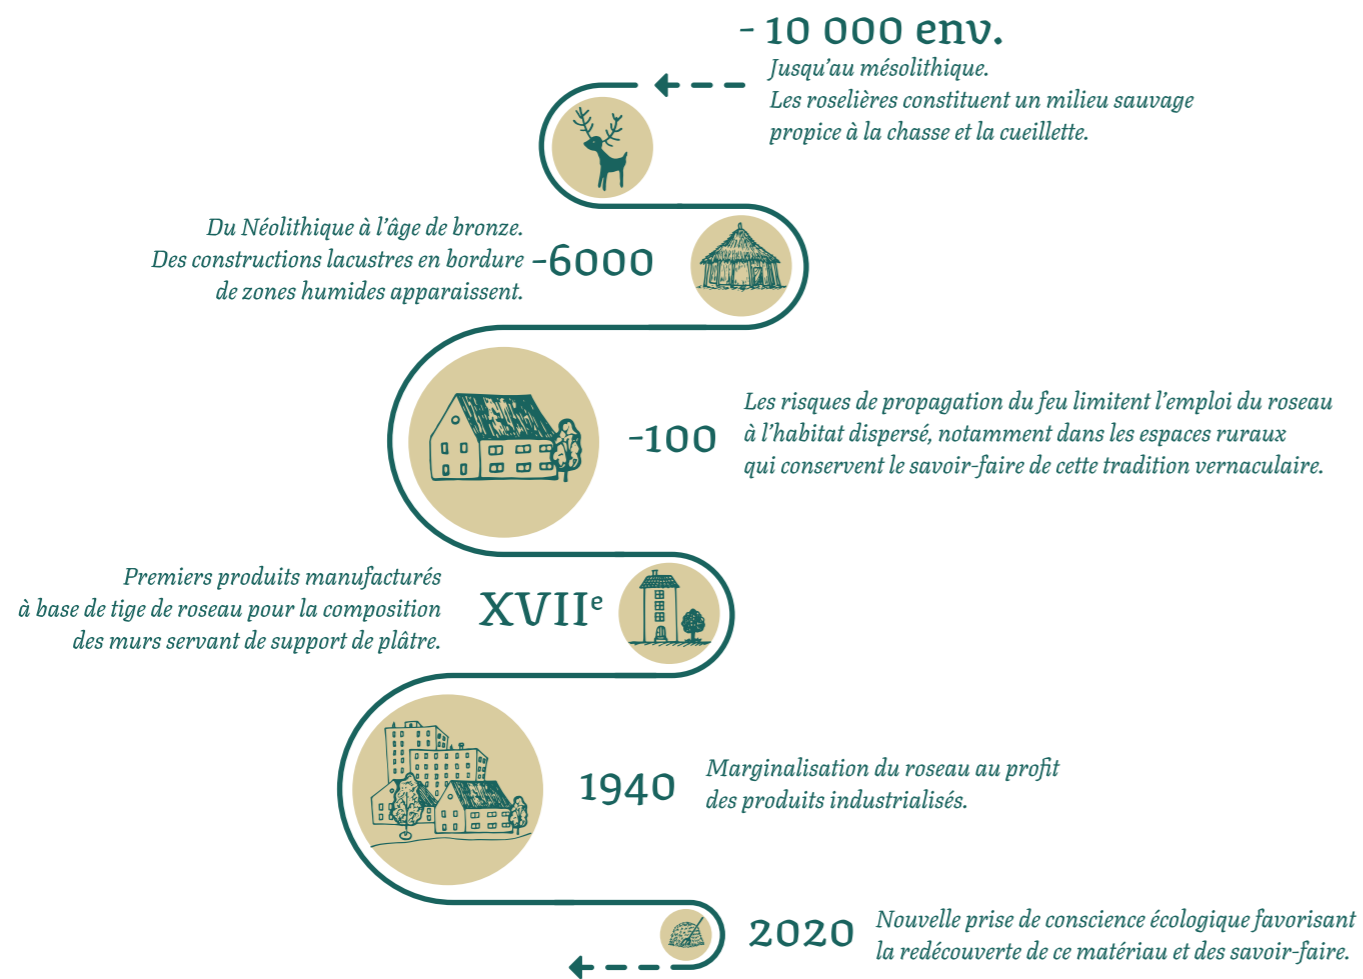 - 10 000 env.
Jusqu'au mésolithique.
Les roselières constituent un milieu sauvage
propice à la chasse et la cueillette.
Du Néolithique à l'âge de bronze.
Des constructions lacustres en bordure
de zones humides apparaissent.
-6000
-100
Les risques de propagation du feu limitent l'emploi du roseau
à l'habitat dispersé, notamment dans les espaces ruraux
qui conservent le savoir-faire de cette tradition vernaculaire.
Premiers produits manufacturés
à base de tige de roseau pour la composition
des murs servant de support de plâtre.
XVIIe
1940
Marginalisation du roseau au profit
des produits industrialisés.
2020
Nouvelle prise de conscience écologique favorisant
la redécouverte de ce matériau et des savoir-faire.